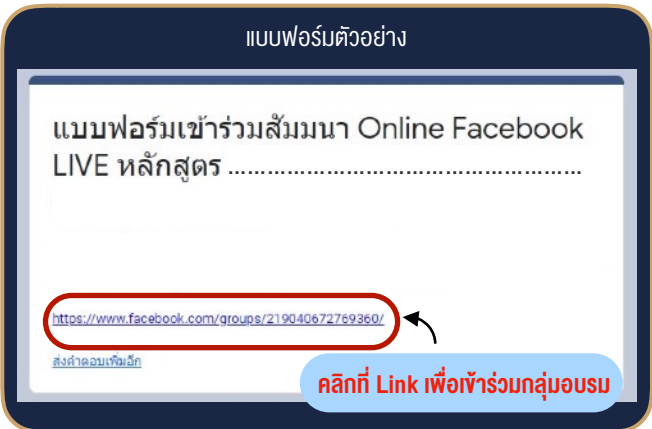 แบบฟอร์มตัวอย่าง
แบบฟอร์มเข้าร่วมสัมมนา Online Facebook
LIVE หลักสูตร ......................................................
https://www.facebook.com/groups/219040672769360/
ส่งคำตอบเพิ่มอีก
คลิกที่ Link เพื่อเข้าร่วมกลุ่มอบรม